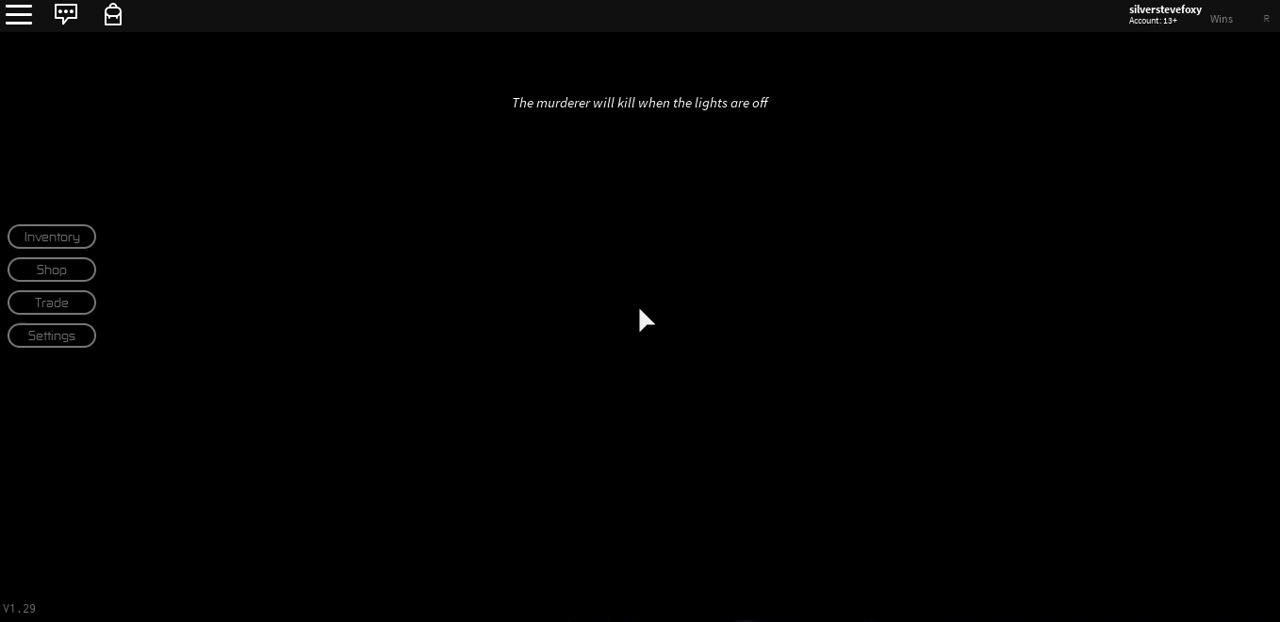 silverstevefoxy
Account: 13+
Wins
R
The murderer will kill when the lights are off
Inventory
Shop
Trade
Settings
V1.29